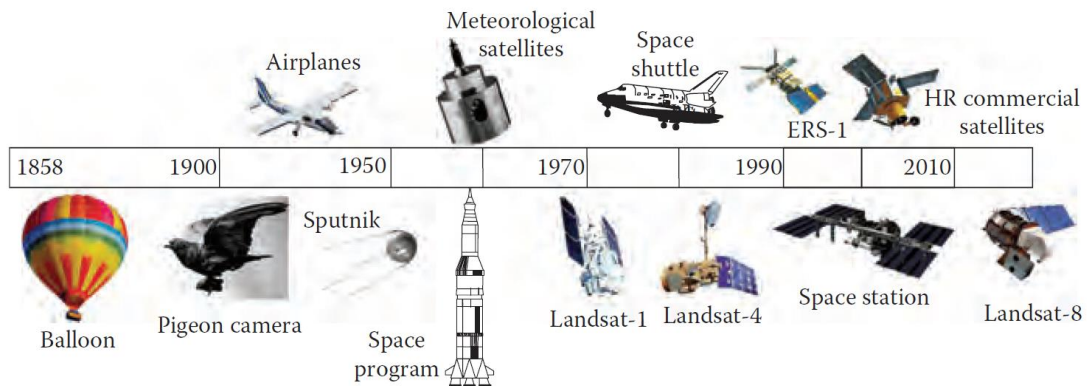 Meteorological
satellites
Airplanes
Space
shuttle
ERS-1
HR commercial
satellites
1858
1900
1950
1970
1990
2010
Sputnik
Balloon
Pigeon camera
Space
program
Landsat-1
Landsat-4
Space station
Landsat-8